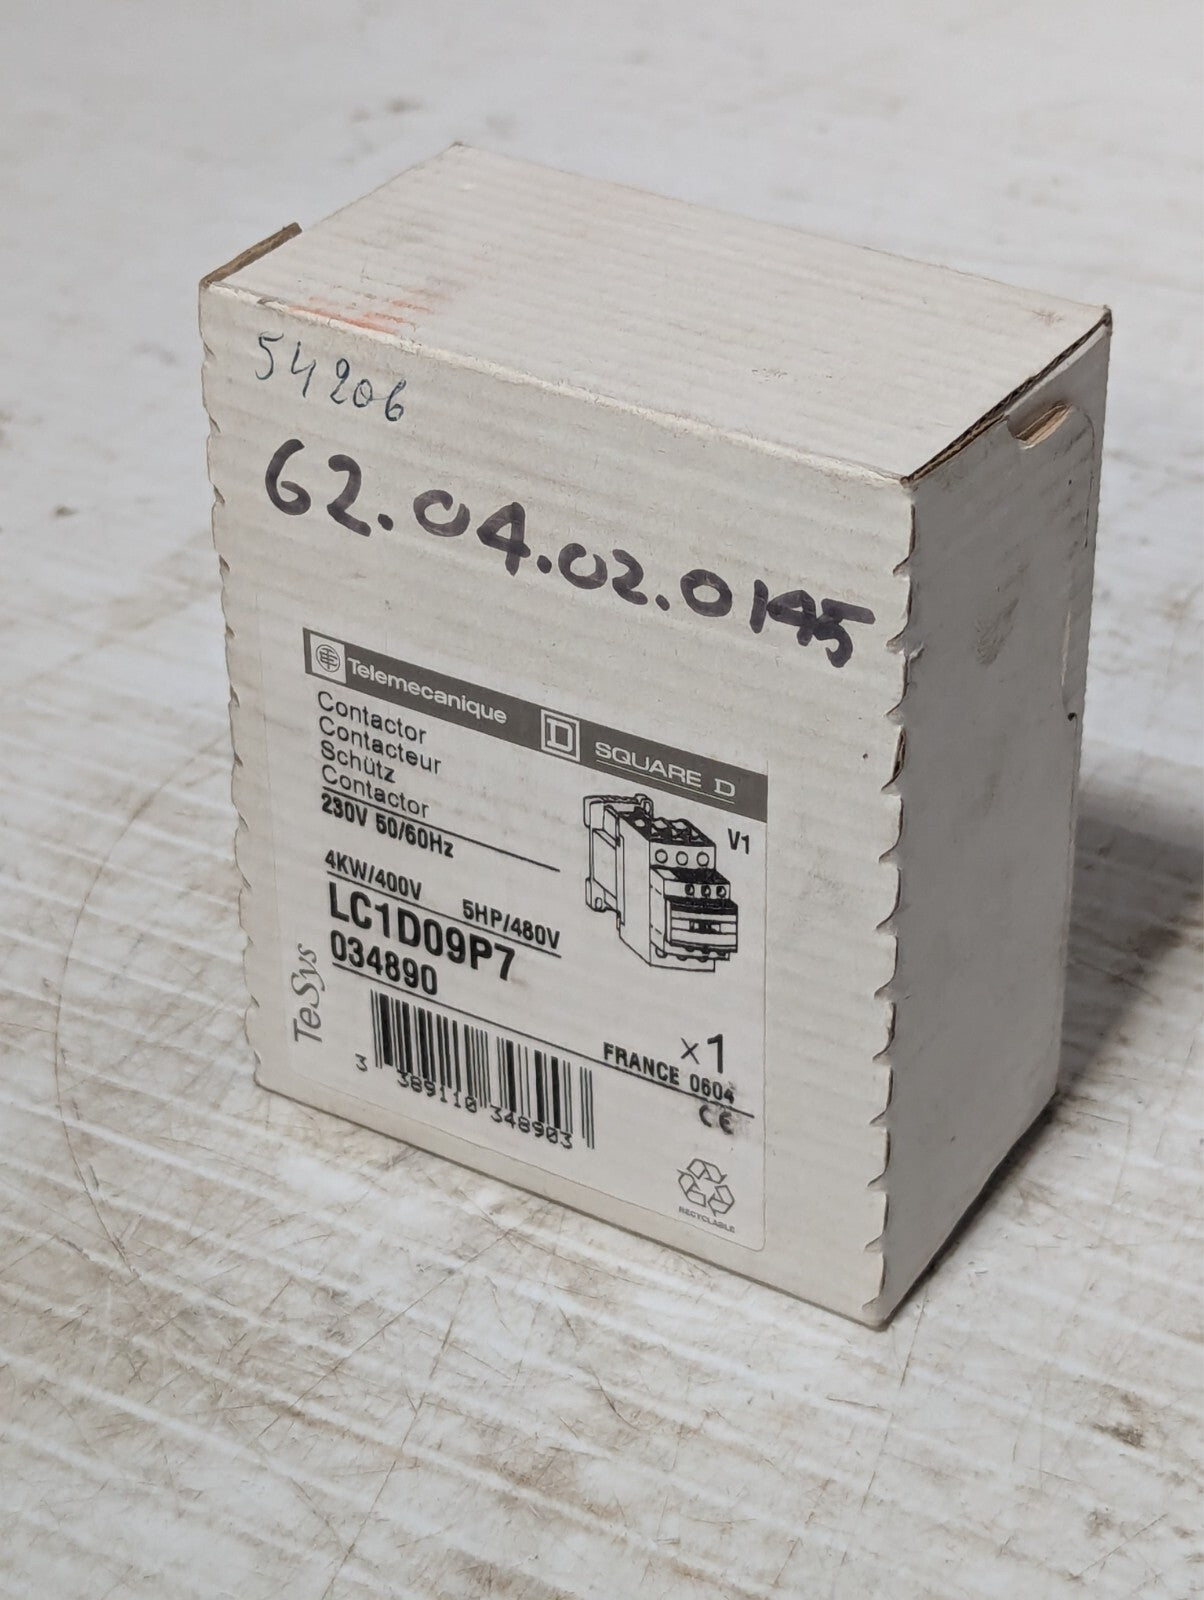 54206
62.04.02.0145
Telemecanique D SQUARE D
Contactor
Contacteur
Schütz
Contactor
230V 50/60Hz
V1
4KW/400V 5HP/480V
LC1D09P7
034890
TeSys
x1
FRANCE 0604
CE
3 389110 348903
RECYCLABLE